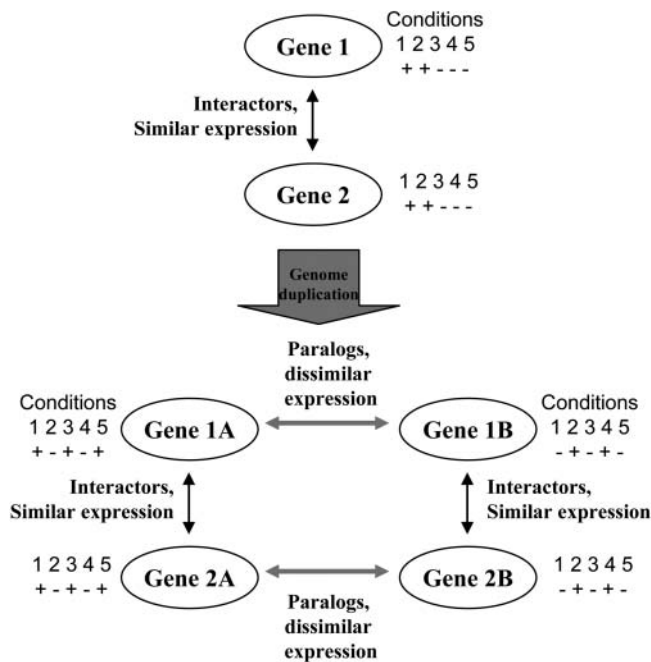 Conditions
Gene 1
1 2 3 4 5
+ + - - -
Interactors,
Similar expression
Gene 2
1 2 3 4 5
+ + - - -
Genome
duplication
Paralogs,
dissimilar
expression
Conditions
1 2 3 4 5
+ - + - +
Gene 1A
Gene 1B
Conditions
1 2 3 4 5
- + - + -
Interactors,
Similar expression
Interactors,
Similar expression
1 2 3 4 5
+ - + - +
Gene 2A
Gene 2B
1 2 3 4 5
- + - + -
Paralogs,
dissimilar
expression